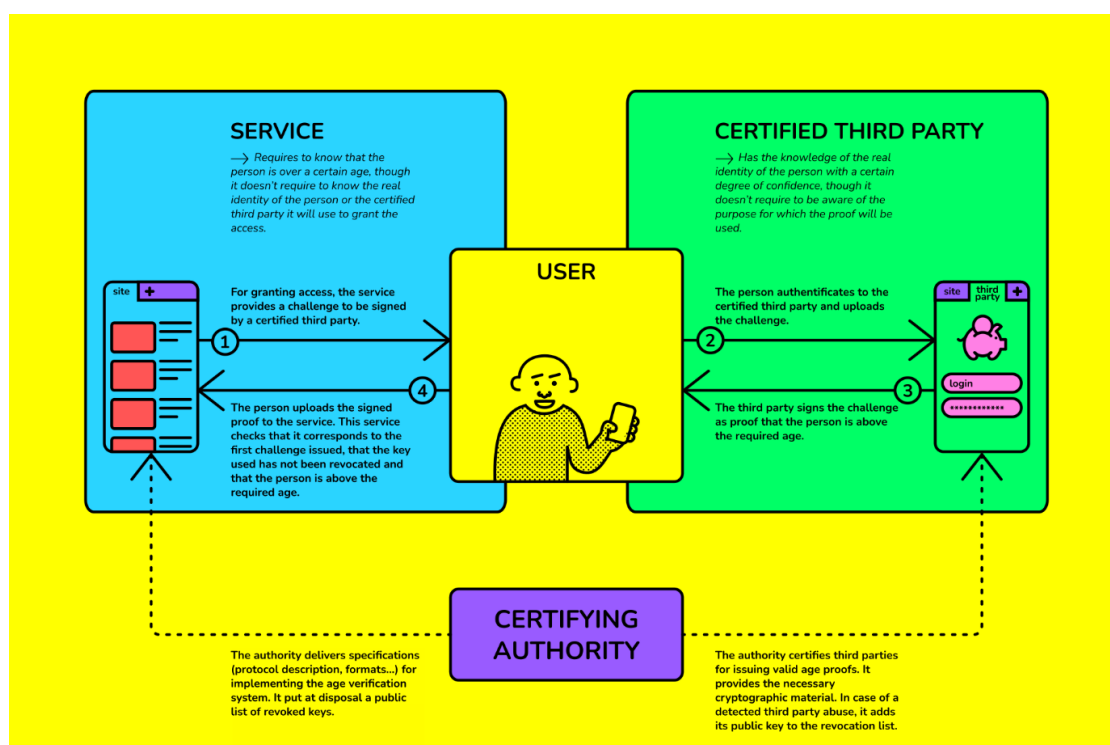 SERVICE
→ Requires to know that the
person is over a certain age, though
it doesn't require to know the real
identity of the person or the certified
third party it will use to grant the
access.
CERTIFIED THIRD PARTY
→ Has the knowledge of the real
identity of the person with a certain
degree of confidence, though it
doesn't require to be aware of the
purpose for which the proof will be
used.
USER
site
For granting access, the service
provides a challenge to be signed
by a certified third party.
1
4
The person uploads the signed
proof to the service. This service
checks that it corresponds to the
first challenge issued, that the key
used has not been revocated and
that the person is above the
required age.
The person authentificates to the
certified third party and uploads
the challenge.
2
3
The third party signs the challenge
as proof that the person is above
the required age.
site
third
party
login
************
CERTIFYING
AUTHORITY
The authority delivers specifications
(protocol description, formats...) for
implementing the age verification
system. It put at disposal a public
list of revoked keys.
The authority certifies third parties
for issuing valid age proofs. It
provides the necessary
cryptographic material. In case of a
detected third party abuse, it adds
its public key to the revocation list.